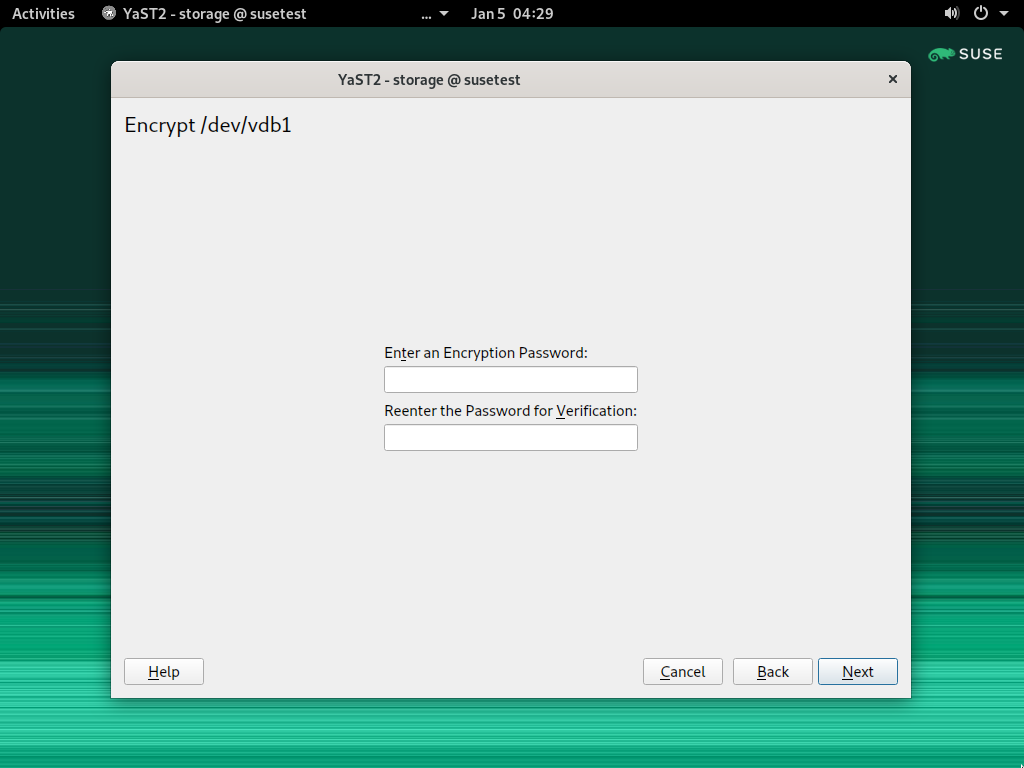 Activities YaST2 - storage @ susetest ... Jan 5 04:29
SUSE
YaST2 - storage @ susetest
Encrypt /dev/vdb1
Enter an Encryption Password:
Reenter the Password for Verification:
Help Cancel Back Next